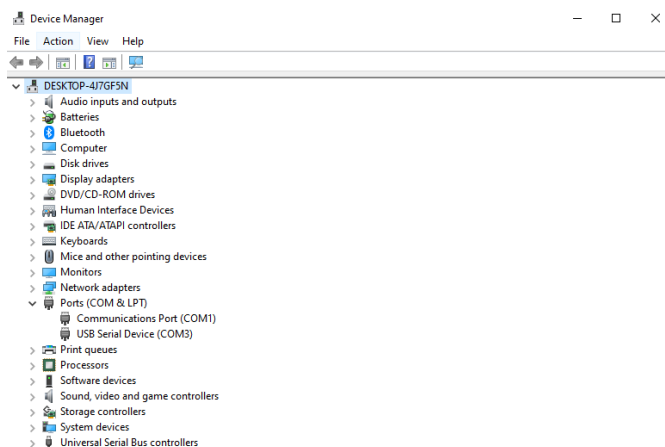 Device Manager
File Action View Help
DESKTOP-4J7GF5N
Audio inputs and outputs
Batteries
Bluetooth
Computer
Disk drives
Display adapters
DVD/CD-ROM drives
Human Interface Devices
IDE ATA/ATAPI controllers
Keyboards
Mice and other pointing devices
Monitors
Network adapters
Ports (COM & LPT)
Communications Port (COM1)
USB Serial Device (COM3)
Print queues
Processors
Software devices
Sound, video and game controllers
Storage controllers
System devices
Universal Serial Bus controllers